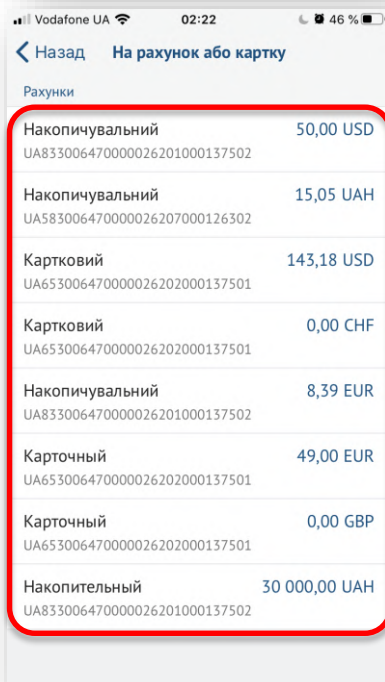 Vodafone UA 02:22 46 %
Назад На рахунок або картку
Рахунки
Накопичувальний 50,00 USD
UA833006470000026201000137502
Накопичувальний 15,05 UAH
UA583006470000026207000126302
Картковий 143,18 USD
UA653006470000026202000137501
Картковий 0,00 CHF
UA653006470000026202000137501
Накопичувальний 8,39 EUR
UA833006470000026201000137502
Карточный 49,00 EUR
UA653006470000026202000137501
Карточный 0,00 GBP
UA653006470000026202000137501
Накопительный 30 000,00 UAH
UA833006470000026201000137502